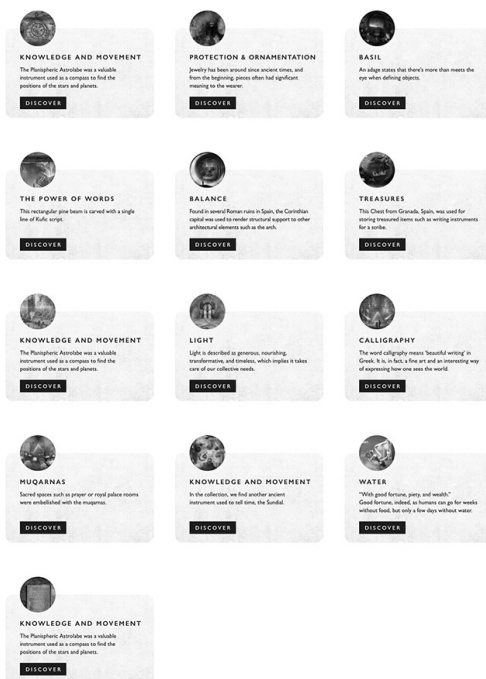 KNOWLEDGE AND MOVEMENT
The Planispheric Astrolabe was a valuable
instrument used as a compass to find the
positions of the stars and planets.
DISCOVER
PROTECTION & ORNAMENTATION
Jewelry has been around since ancient times, and
from the beginning, pieces often had significant
meaning to the wearer.
DISCOVER
BASIL
An adage states that there's more than meets the
eye when defining objects.
DISCOVER
THE POWER OF WORDS
This rectangular pine beam is carved with a single
line of Kufic script.
DISCOVER
BALANCE
Found in several Roman ruins in Spain, the Corinthian
capital was used to render structural support to other
architectural elements such as the arch.
DISCOVER
TREASURES
This Chest from Granada, Spain, was used for
storing treasured items such as writing instruments
for a scribe.
DISCOVER
KNOWLEDGE AND MOVEMENT
The Planispheric Astrolabe was a valuable
instrument used as a compass to find the
positions of the stars and planets.
DISCOVER
LIGHT
Light is described as generous, nourishing,
transformative, and timeless, which implies it takes
care of our collective needs.
DISCOVER
CALLIGRAPHY
The word calligraphy means 'beautiful writing' in
Greek. It is, in fact, a fine art and an interesting way
of expressing how one sees the world.
DISCOVER
MUQARNAS
Sacred spaces such as prayer or royal palace rooms
were embellished with the muqarnas.
DISCOVER
KNOWLEDGE AND MOVEMENT
In the collection, we find another ancient
instrument used to tell time, the Sundial.
DISCOVER
WATER
"With good fortune, piety, and wealth."
Good fortune, indeed, as humans can go for weeks
without food, but only a few days without water.
DISCOVER
KNOWLEDGE AND MOVEMENT
The Planispheric Astrolabe was a valuable
instrument used as a compass to find the
positions of the stars and planets.
DISCOVER